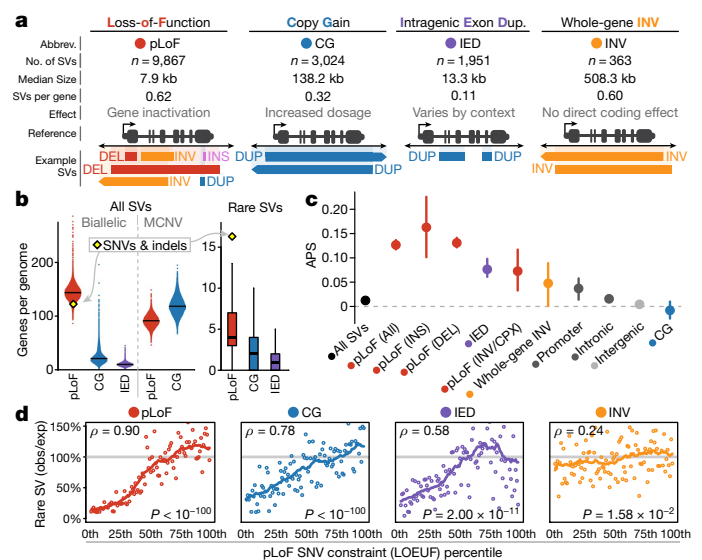 a
Loss-of-Function Copy Gain Intragenic Exon Dup. Whole-gene INV
Abbrev. pLoF CG IED INV
No. of SVs n = 9,867 n = 3,024 n = 1,951 n = 363
Median Size 7.9 kb 138.2 kb 13.3 kb 508.3 kb
SVs per gene 0.62 0.32 0.11 0.60
Effect Gene inactivation Increased dosage Varies by context No direct coding effect
Reference
Example SVs
DEL INV INS DUP DUP DUP INV
DEL DUP INV
INV DUP
b
All SVs Rare SVs
Biallelic MCNV
SNVs & indels
Genes per genome
200
100
0
15
10
5
0
pLoF CG IED pLoF CG pLoF CG IED
c
APS
0.20
0.15
0.10
0.05
0
All SVs
pLoF (All)
pLoF (INS)
pLoF (DEL)
IED
pLoF (INV/CPX)
Whole-gene INV
Promoter
Intronic
Intergenic
CG
d
pLoF CG IED INV
Rare SV (obs/exp)
150%
100%
50%
0%
ρ = 0.90 ρ = 0.78 ρ = 0.58 ρ = 0.24
P < 10⁻¹⁰⁰ P < 10⁻¹⁰⁰ P = 2.00 × 10⁻¹¹ P = 1.58 × 10⁻²
0th 25th 50th 75th 100th 0th 25th 50th 75th 100th 0th 25th 50th 75th 100th 0th 25th 50th 75th 100th
pLoF SNV constraint (LOEUF) percentile